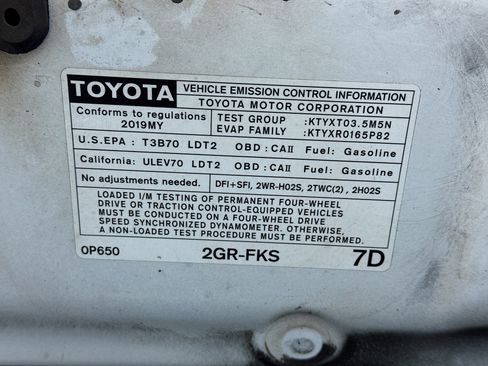 TOYOTA VEHICLE EMISSION CONTROL INFORMATION
TOYOTA MOTOR CORPORATION
Conforms to regulations
2019MY
TEST GROUP :KTYXT03.5M5N
EVAP FAMILY :KTYXR0165P82
U.S.EPA : T3B70 LDT2 OBD : CAII Fuel: Gasoline
California: ULEV70 LDT2 OBD : CAII Fuel: Gasoline
No adjustments needed. DFI+SFI, 2WR-HO2S, 2TWC(2) , 2HO2S
LOADED I/M TESTING OF PERMANENT FOUR-WHEEL
DRIVE OR TRACTION CONTROL-EQUIPPED VEHICLES
MUST BE CONDUCTED ON A FOUR-WHEEL DRIVE
SPEED SYNCHRONIZED DYNAMOMETER. OTHERWISE,
A NON-LOADED TEST PROCEDURE MUST BE PERFORMED.
0P650 2GR-FKS 7D